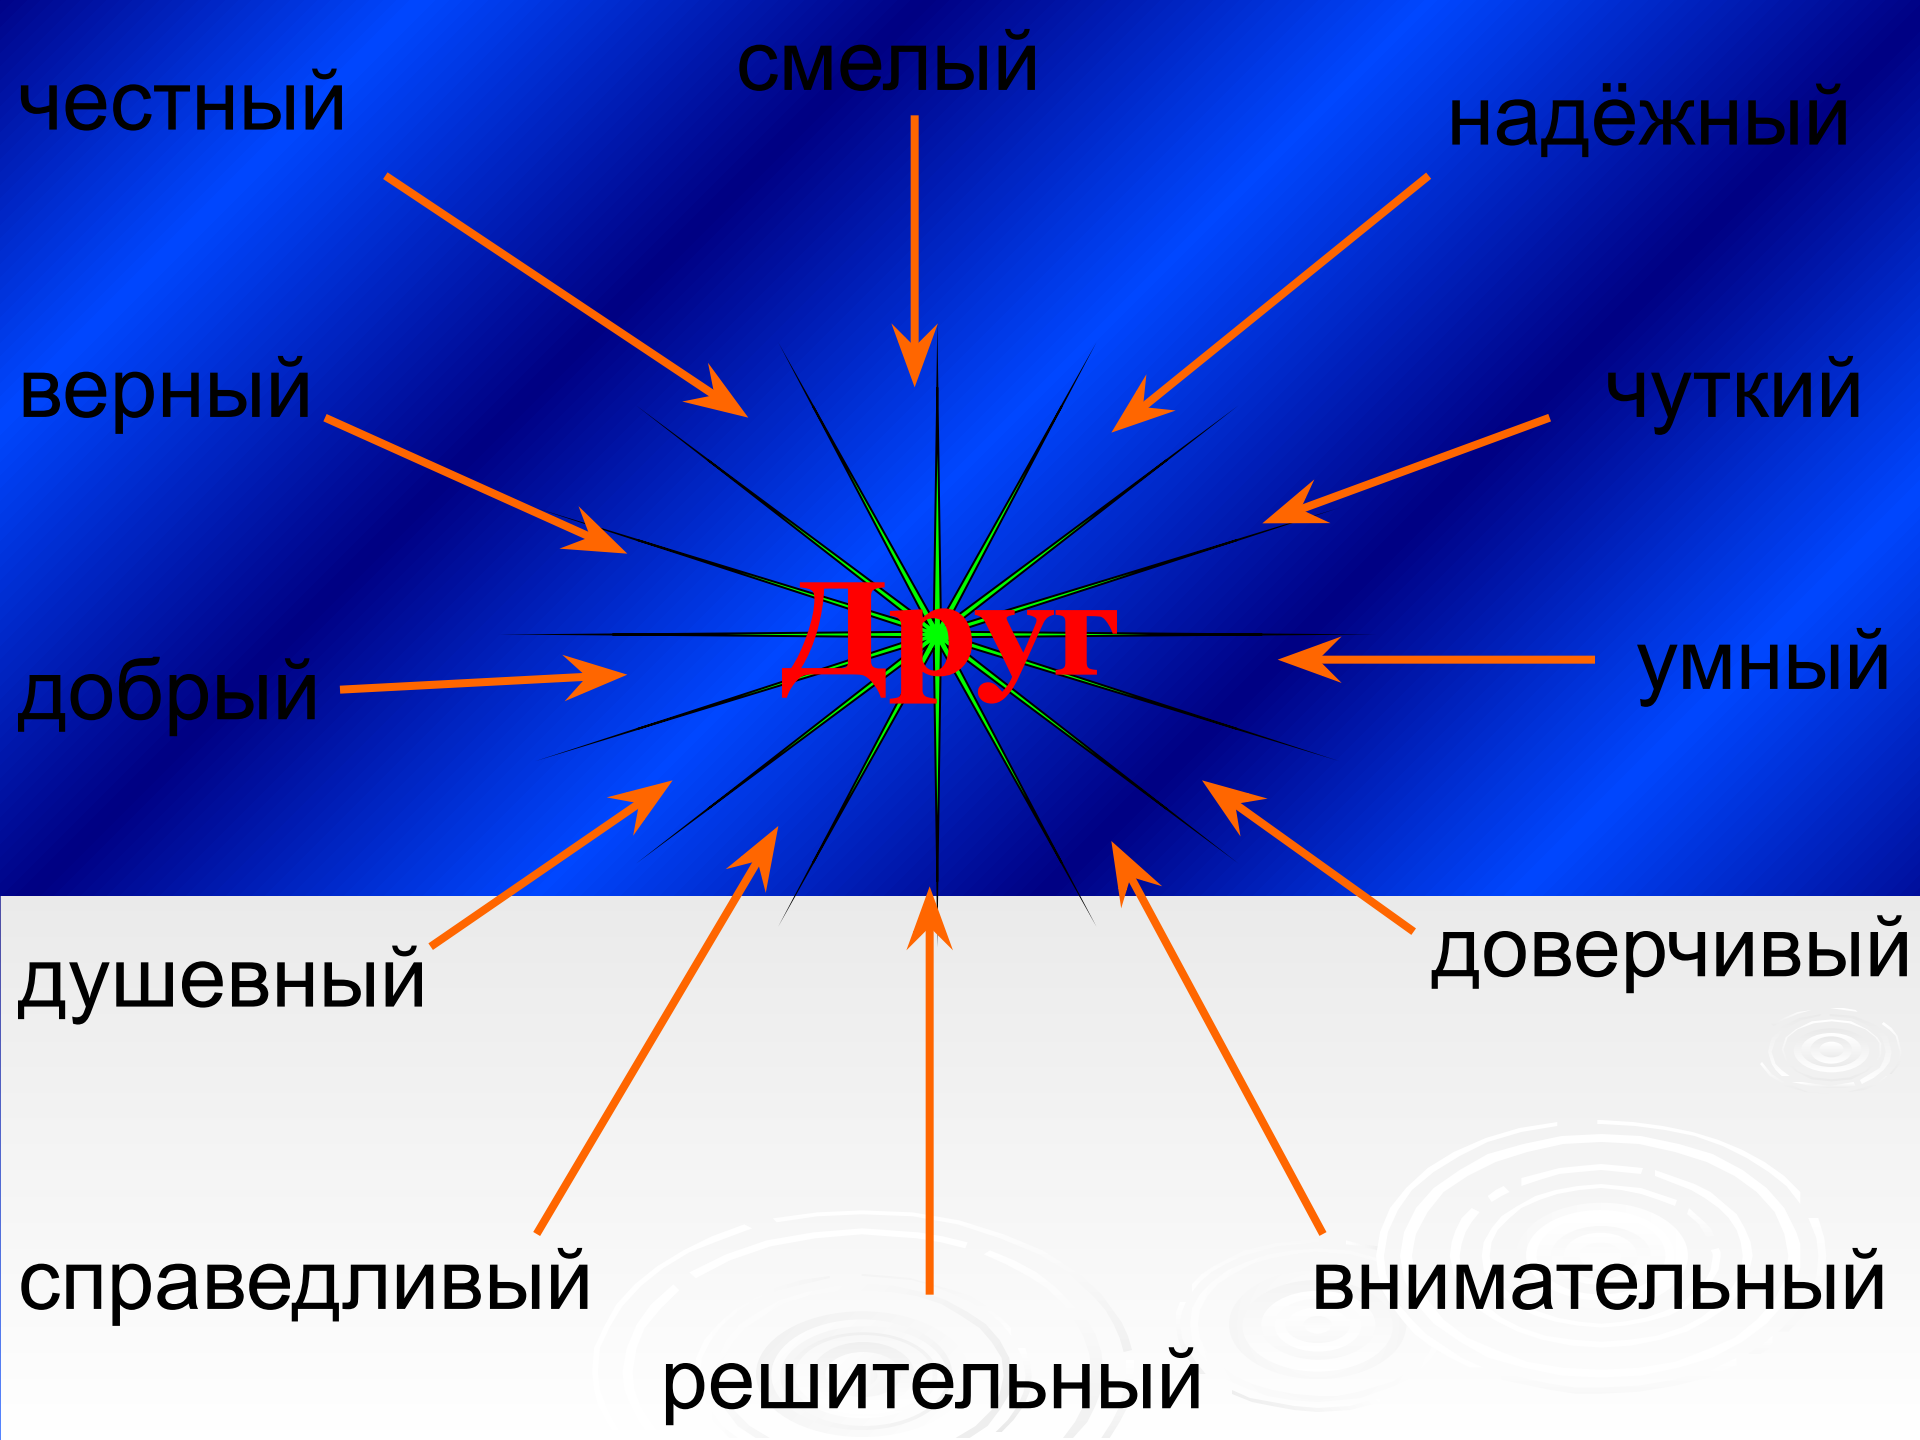 смелый
честный
надёжный
верный
чуткий
Друг
умный
добрый
доверчивый
душевный
справедливый
внимательный
решительный